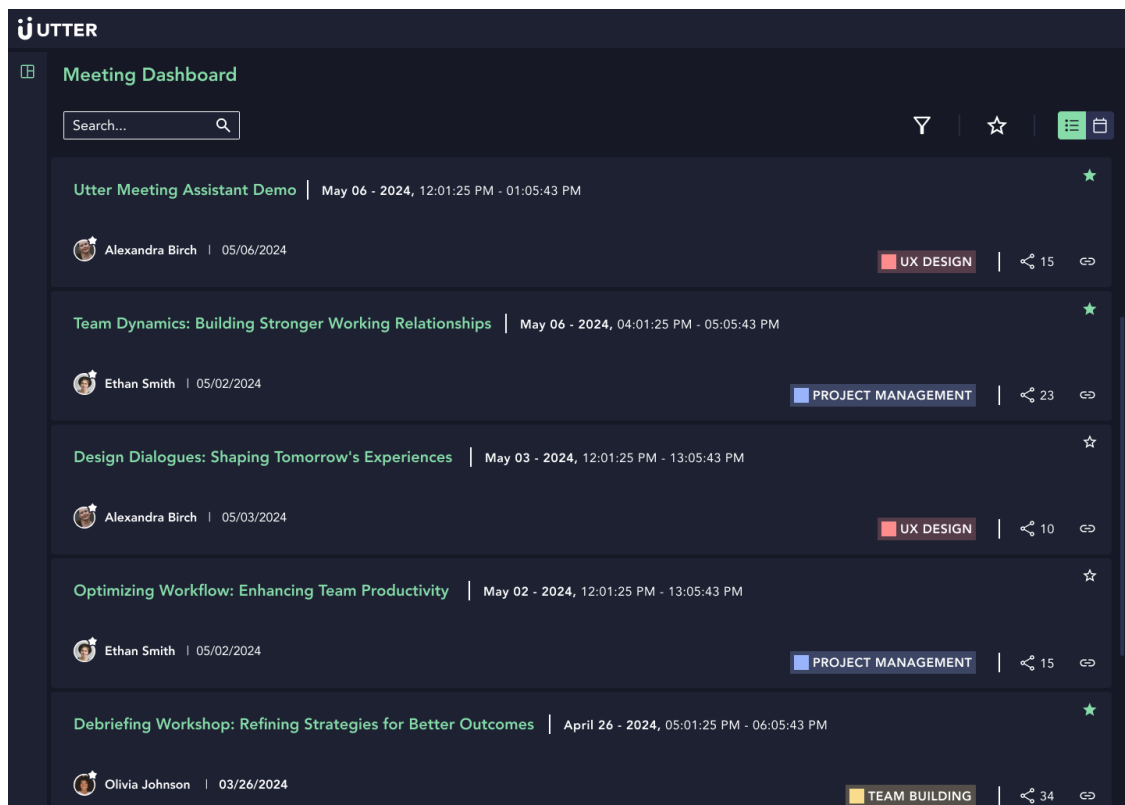 UTTER
Meeting Dashboard
Search...
Utter Meeting Assistant Demo | May 06 - 2024, 12:01:25 PM - 01:05:43 PM
Alexandra Birch | 05/06/2024
UX DESIGN | 15
Team Dynamics: Building Stronger Working Relationships | May 06 - 2024, 04:01:25 PM - 05:05:43 PM
Ethan Smith | 05/02/2024
PROJECT MANAGEMENT | 23
Design Dialogues: Shaping Tomorrow's Experiences | May 03 - 2024, 12:01:25 PM - 13:05:43 PM
Alexandra Birch | 05/03/2024
UX DESIGN | 10
Optimizing Workflow: Enhancing Team Productivity | May 02 - 2024, 12:01:25 PM - 13:05:43 PM
Ethan Smith | 05/02/2024
PROJECT MANAGEMENT | 15
Debriefing Workshop: Refining Strategies for Better Outcomes | April 26 - 2024, 05:01:25 PM - 06:05:43 PM
Olivia Johnson | 03/26/2024
TEAM BUILDING | 34